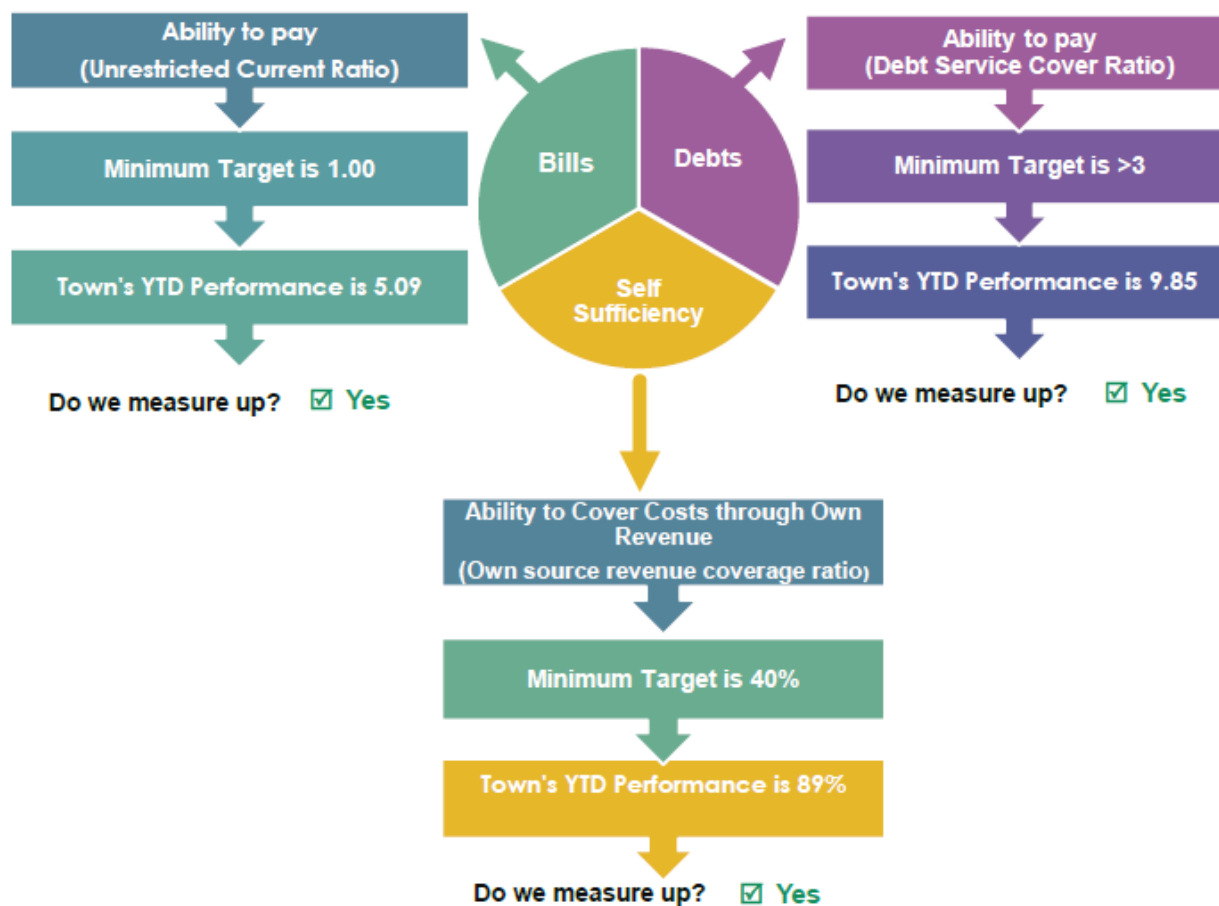 Ability to pay
(Unrestricted Current Ratio)
Minimum Target is 1.00
Town's YTD Performance is 5.09
Do we measure up? ☑ Yes
Bills
Debts
Self
Sufficiency
Ability to pay
(Debt Service Cover Ratio)
Minimum Target is >3
Town's YTD Performance is 9.85
Do we measure up? ☑ Yes
Ability to Cover Costs through Own
Revenue
(Own source revenue coverage ratio)
Minimum Target is 40%
Town's YTD Performance is 89%
Do we measure up? ☑ Yes